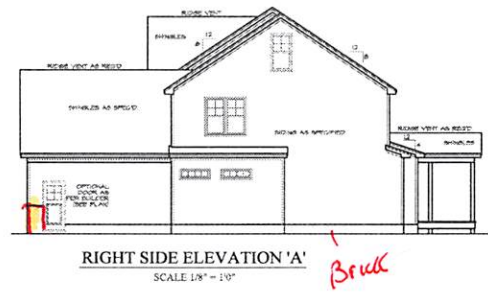 RIDGE VENT
SHINGLES
12
8
12
8
RIDGE VENT AS REQ'D
SHINGLES AS SPEC'D
SIDING AS SPECIFIED
RIDGE VENT AS REQ'D
12
4
SHINGLES
OPTIONAL
DOOR AS
PER BUILDER
(SEE PLAN)
RIGHT SIDE ELEVATION 'A'
SCALE 1/8" = 1'0"
Brick